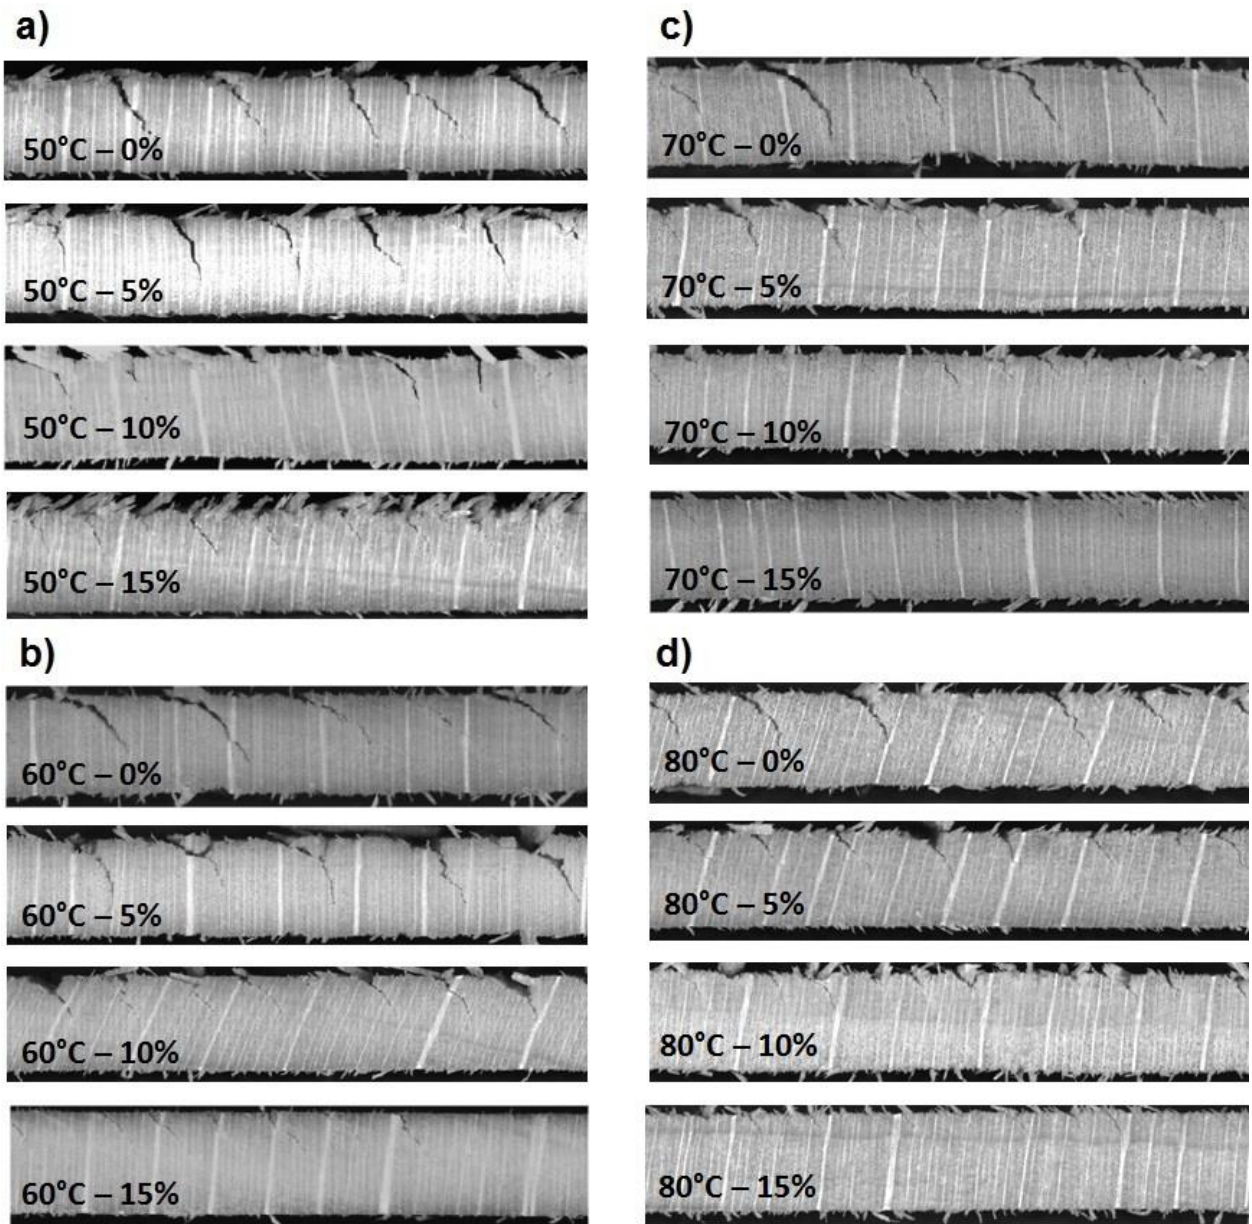 a)
50°C – 0%
50°C – 5%
50°C – 10%
50°C – 15%
b)
60°C – 0%
60°C – 5%
60°C – 10%
60°C – 15%
c)
70°C – 0%
70°C – 5%
70°C – 10%
70°C – 15%
d)
80°C – 0%
80°C – 5%
80°C – 10%
80°C – 15%